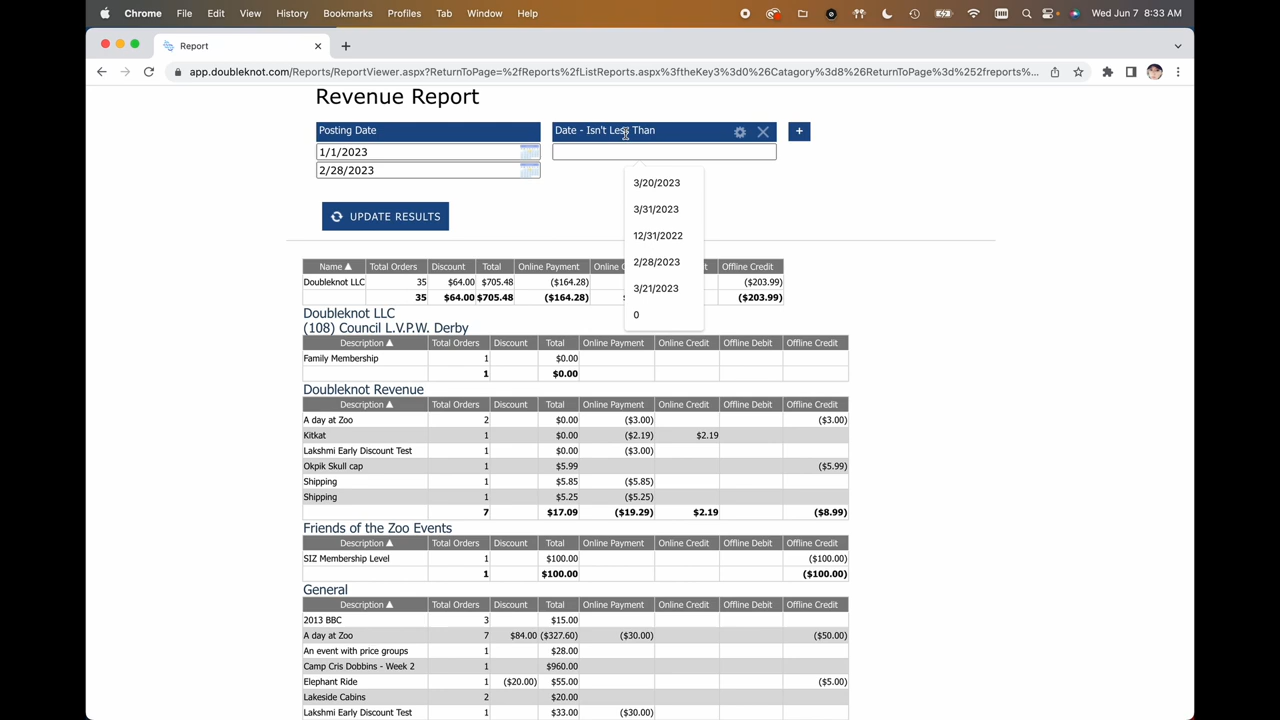 Chrome File Edit View History Bookmarks Profiles Tab Window Help Wed Jun 7 8:33 AM
Report
app.doubleknot.com/Reports/ReportViewer.aspx?ReturnToPage=%2fReports%2fListReports.aspx%3ftheKey3%3d0%26Catagory%3d8%26ReturnToPage%3d%252freports%...
Revenue Report
Posting Date Date - Isn't Less Than +
1/1/2023
2/28/2023
3/20/2023
3/31/2023
12/31/2022
2/28/2023
3/21/2023
0
UPDATE RESULTS
Name ▲ Total Orders Discount Total Online Payment Online Offline Credit
Doubleknot LLC 35 $64.00 $705.48 ($164.28) ($203.99)
35 $64.00 $705.48 ($164.28) ($203.99)
Doubleknot LLC
(108) Council L.V.P.W. Derby
Description ▲ Total Orders Discount Total Online Payment Online Credit Offline Debit Offline Credit
Family Membership 1 $0.00
1 $0.00
Doubleknot Revenue
Description ▲ Total Orders Discount Total Online Payment Online Credit Offline Debit Offline Credit
A day at Zoo 2 $0.00 ($3.00) ($3.00)
Kitkat 1 $0.00 ($2.19) $2.19
Lakshmi Early Discount Test 1 $0.00 ($3.00)
Okpik Skull cap 1 $5.99 ($5.99)
Shipping 1 $5.85 ($5.85)
Shipping 1 $5.25 ($5.25)
7 $17.09 ($19.29) $2.19 ($8.99)
Friends of the Zoo Events
Description ▲ Total Orders Discount Total Online Payment Online Credit Offline Debit Offline Credit
SIZ Membership Level 1 $100.00 ($100.00)
1 $100.00 ($100.00)
General
Description ▲ Total Orders Discount Total Online Payment Online Credit Offline Debit Offline Credit
2013 BBC 3 $15.00
A day at Zoo 7 $84.00 ($327.60) ($30.00) ($50.00)
An event with price groups 1 $28.00
Camp Cris Dobbins - Week 2 1 $960.00
Elephant Ride 1 ($20.00) $55.00 ($5.00)
Lakeside Cabins 2 $20.00
Lakshmi Early Discount Test 1 $33.00 ($30.00)